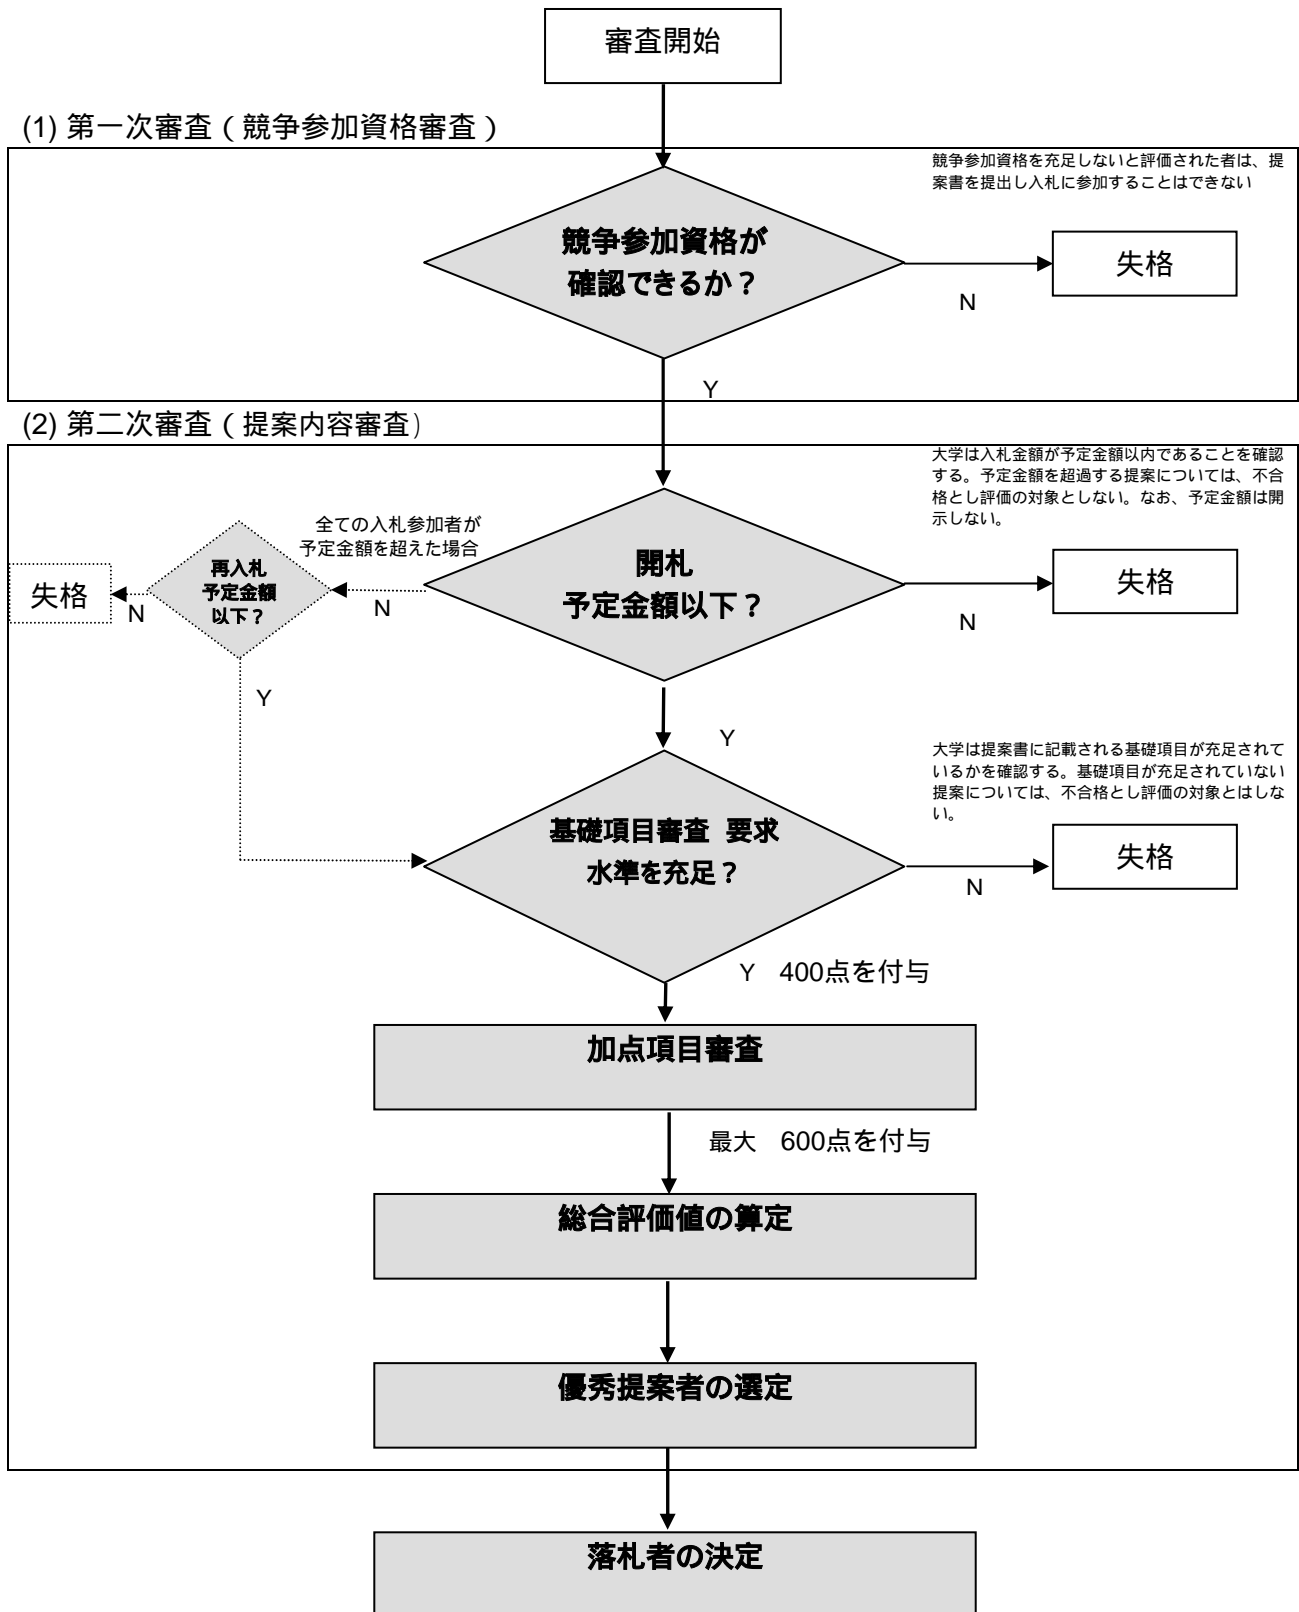 審査開始
(1) 第一次審査（競争参加資格審査）
競争参加資格を充足しないと評価された者は、提
案書を提出し入札に参加することはできない
競争参加資格が
確認できるか？
失格
N
Y
(2) 第二次審査（提案内容審査）
大学は入札金額が予定金額以内であることを確認
する。予定金額を超過する提案については、不合
格とし評価の対象としない。なお、予定金額は開
示しない。
全ての入札参加者が
予定金額を超えた場合
再入札
予定金額
以下？
失格
N
N
開札
予定金額以下？
失格
N
Y
Y
大学は提案書に記載される基礎項目が充足されて
いるかを確認する。基礎項目が充足されていない
提案については、不合格とし評価の対象とはしな
い。
基礎項目審査 要求
水準を充足？
失格
N
Y 400点を付与
加点項目審査
最大 600点を付与
総合評価値の算定
優秀提案者の選定
落札者の決定